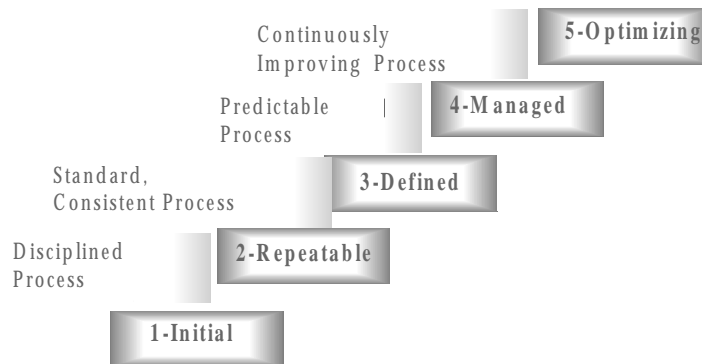 Continuously
Improving Process
5-Optimizing
Predictable
Process
4-Managed
Standard,
Consistent Process
3-Defined
Disciplined
Process
2-Repeatable
1-Initial